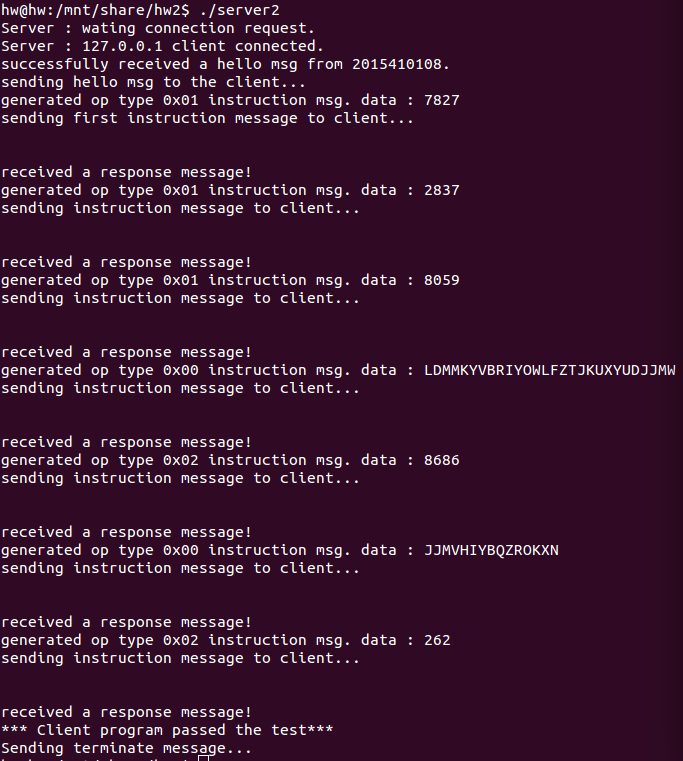 hw@hw:/mnt/share/hw2$ ./server2
Server : wating connection request.
Server : 127.0.0.1 client connected.
successfully received a hello msg from 2015410108.
sending hello msg to the client...
generated op type 0x01 instruction msg. data : 7827
sending first instruction message to client...
received a response message!
generated op type 0x01 instruction msg. data : 2837
sending instruction message to client...
received a response message!
generated op type 0x01 instruction msg. data : 8059
sending instruction message to client...
received a response message!
generated op type 0x00 instruction msg. data : LDMMKYVBRIYOWLFZTJKUXYUDJJMW
sending instruction message to client...
received a response message!
generated op type 0x02 instruction msg. data : 8686
sending instruction message to client...
received a response message!
generated op type 0x00 instruction msg. data : JJMVHIYBQZROKXN
sending instruction message to client...
received a response message!
generated op type 0x02 instruction msg. data : 262
sending instruction message to client...
received a response message!
*** Client program passed the test***
Sending terminate message...